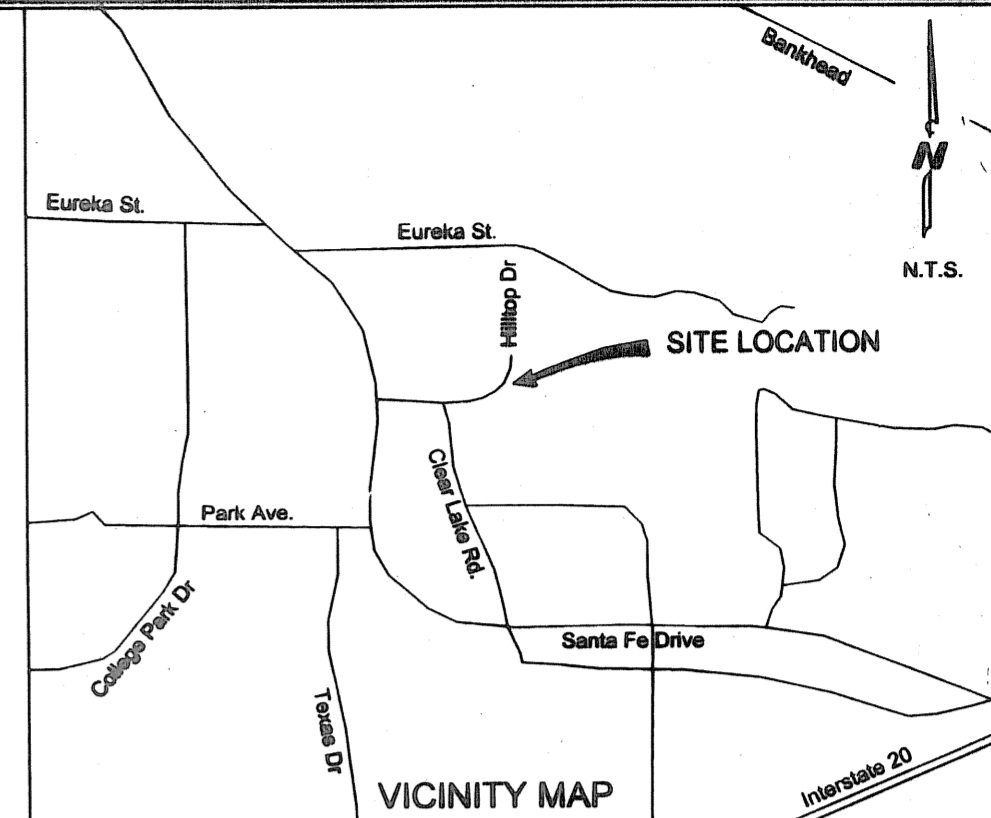 Bankhead
N
N.T.S.
Eureka St.
Eureka St.
Hilltop Dr
SITE LOCATION
Clear Lake Rd.
Park Ave.
College Park Dr
Santa Fe Drive
Texas Dr
Interstate 20
VICINITY MAP